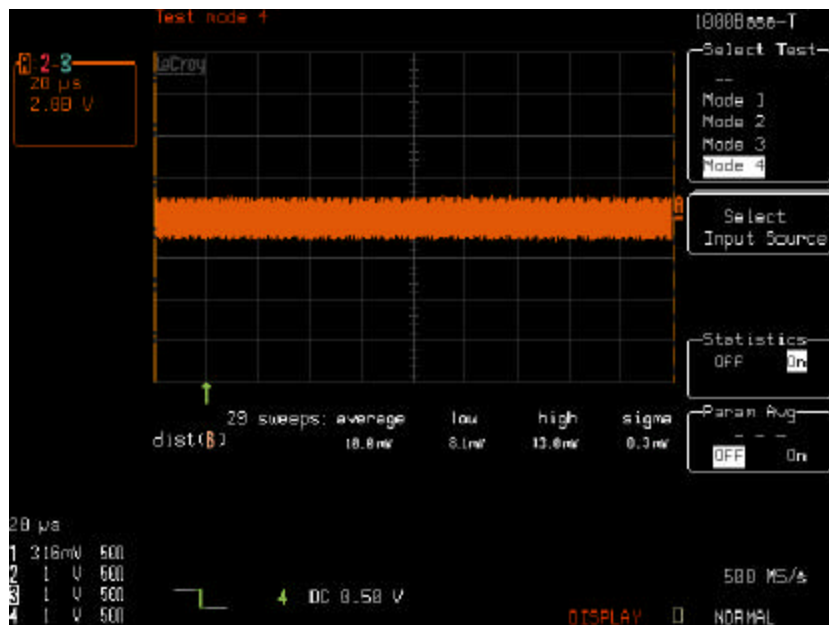 Test mode 4
1000Base-T
A:2-3
20 µs
2.00 V
LeCroy
Select Test
--
Mode 1
Mode 2
Mode 3
Mode 4
A
Select
Input Source
Statistics
OFF On
29 sweeps: average low high sigma
dist(B) 10.0mV 8.1mV 13.0mV 0.3mV
Param Avg
- - -
OFF On
20 µs
1 316mV 50Ω
2 1 V 50Ω
3 1 V 50Ω
4 1 V 50Ω
4 DC 0.50 V
500 MS/s
DISPLAY
NORMAL